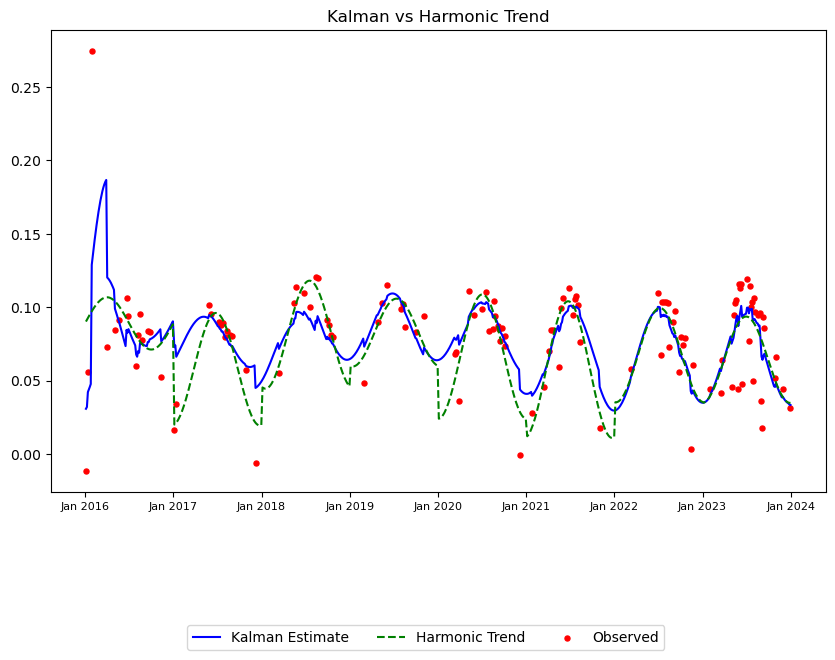 Kalman vs Harmonic Trend
0.25
0.20
0.15
0.10
0.05
0.00
Jan 2016 Jan 2017 Jan 2018 Jan 2019 Jan 2020 Jan 2021 Jan 2022 Jan 2023 Jan 2024
Kalman Estimate Harmonic Trend Observed